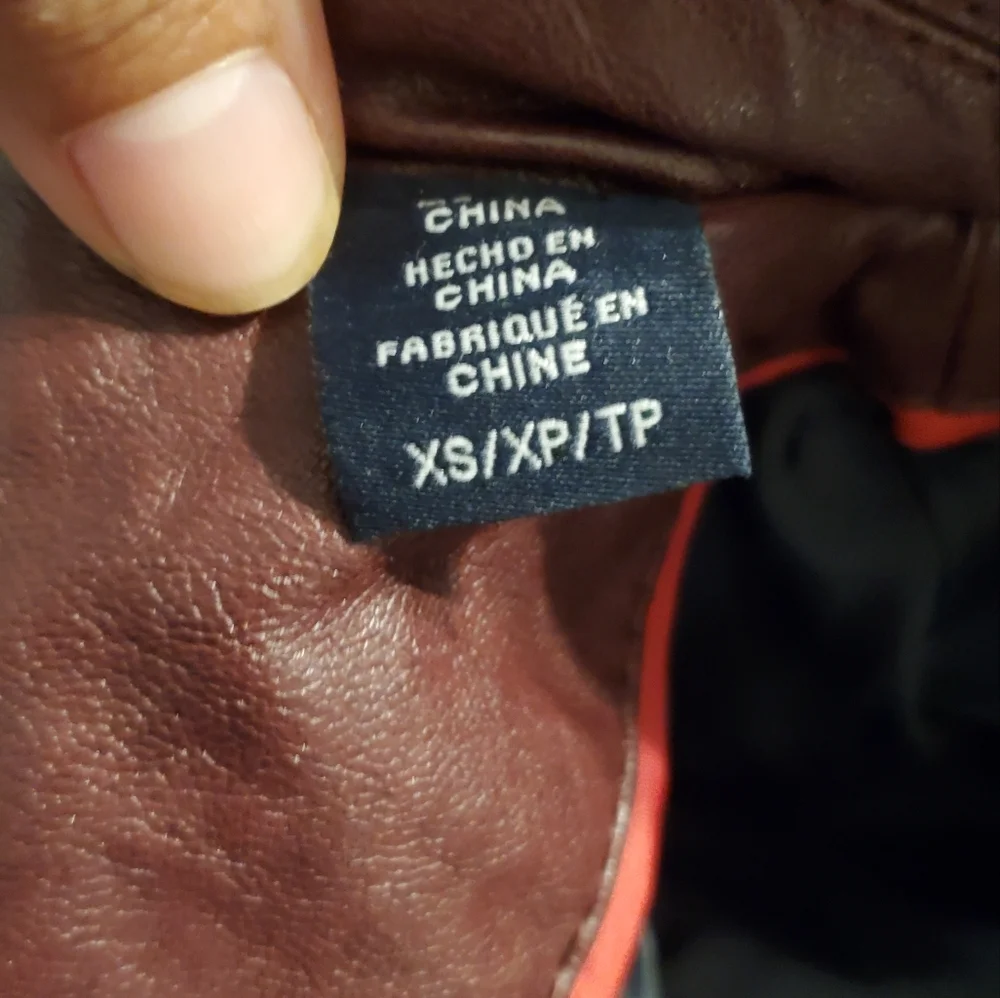 CHINA
HECHO EN
CHINA
FABRIQUÉ EN
CHINE
XS/XP/TP